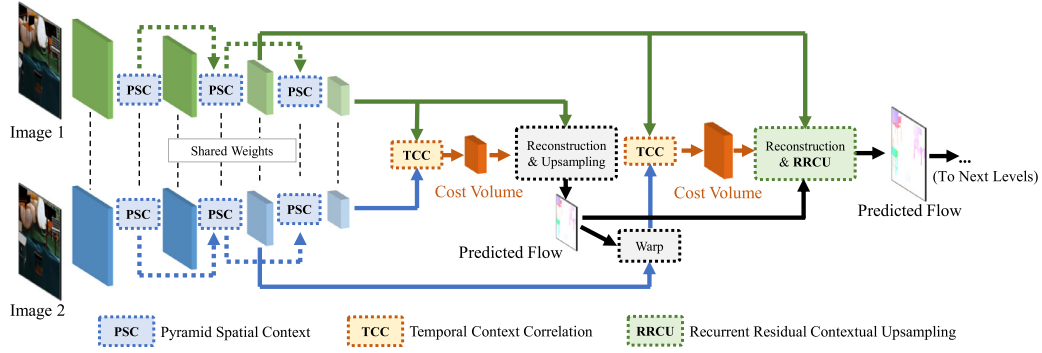 Image 1
PSC
PSC
PSC
Shared Weights
TCC
Cost Volume
Reconstruction
& Upsampling
TCC
Cost Volume
Reconstruction
& RRCU
...
(To Next Levels)
Predicted Flow
PSC
PSC
PSC
Predicted Flow
Warp
Image 2
PSC Pyramid Spatial Context
TCC Temporal Context Correlation
RRCU Recurrent Residual Contextual Upsampling